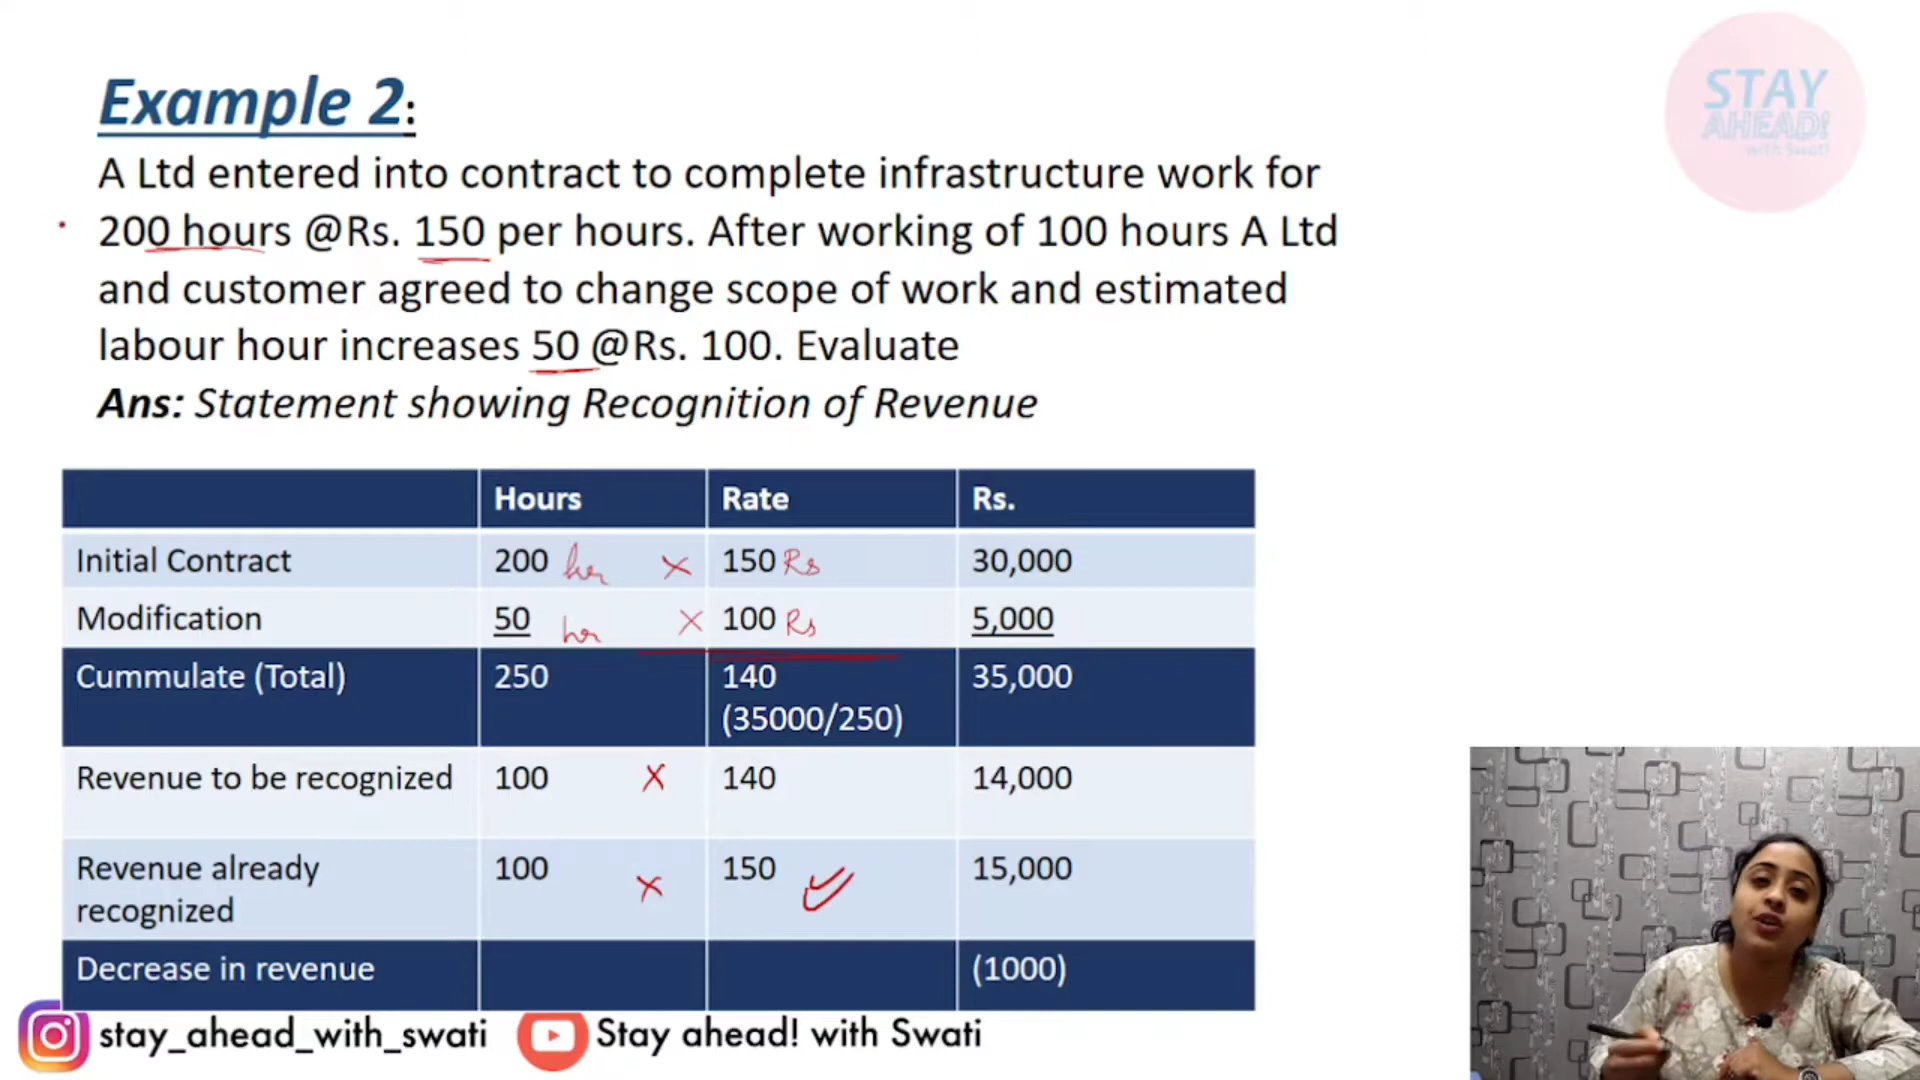 STAY
AHEAD!
with Swati
Example 2:
A Ltd entered into contract to complete infrastructure work for
200 hours @Rs. 150 per hours. After working of 100 hours A Ltd
and customer agreed to change scope of work and estimated
labour hour increases 50 @Rs. 100. Evaluate
Ans: Statement showing Recognition of Revenue
Hours Rate Rs.
Initial Contract 200 hr × 150 Rs 30,000
Modification 50 hr × 100 Rs 5,000
Cummulate (Total) 250 140 35,000
(35000/250)
Revenue to be recognized 100 × 140 14,000
Revenue already 100 × 150 15,000
recognized
Decrease in revenue (1000)
stay_ahead_with_swati Stay ahead! with Swati